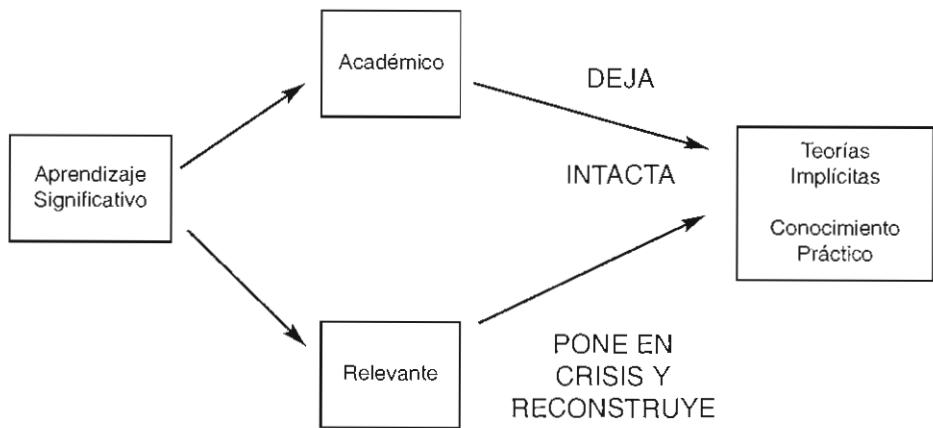 Académico
DEJA
Aprendizaje
Significativo
INTACTA
Teorías
Implícitas
Conocimiento
Práctico
Relevante
PONE EN
CRISIS Y
RECONSTRUYE